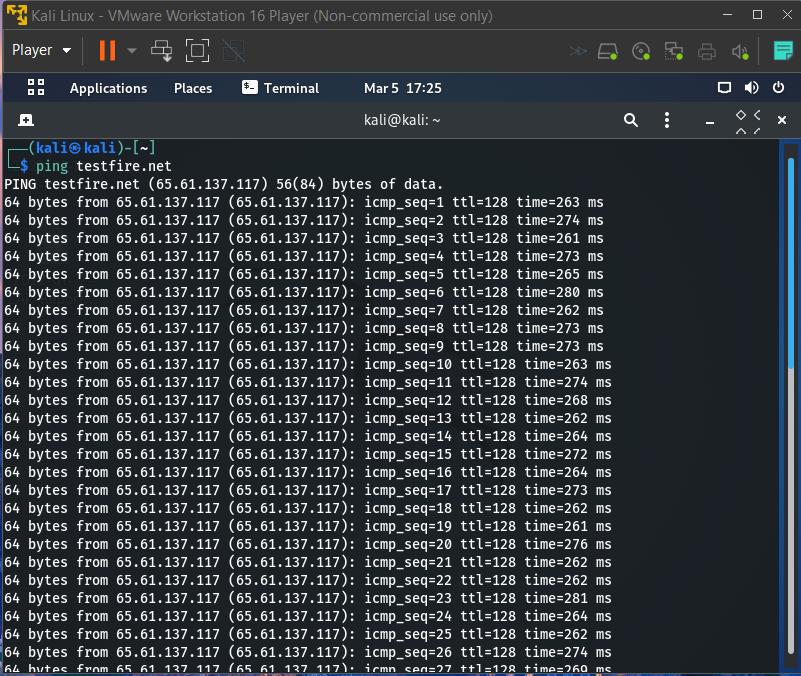 Kali Linux - VMware Workstation 16 Player (Non-commercial use only)
Player
Applications Places Terminal Mar 5 17:25
kali@kali: ~
(kali㉿kali)-[~]
$ ping testfire.net
PING testfire.net (65.61.137.117) 56(84) bytes of data.
64 bytes from 65.61.137.117 (65.61.137.117): icmp_seq=1 ttl=128 time=263 ms
64 bytes from 65.61.137.117 (65.61.137.117): icmp_seq=2 ttl=128 time=274 ms
64 bytes from 65.61.137.117 (65.61.137.117): icmp_seq=3 ttl=128 time=261 ms
64 bytes from 65.61.137.117 (65.61.137.117): icmp_seq=4 ttl=128 time=273 ms
64 bytes from 65.61.137.117 (65.61.137.117): icmp_seq=5 ttl=128 time=265 ms
64 bytes from 65.61.137.117 (65.61.137.117): icmp_seq=6 ttl=128 time=280 ms
64 bytes from 65.61.137.117 (65.61.137.117): icmp_seq=7 ttl=128 time=262 ms
64 bytes from 65.61.137.117 (65.61.137.117): icmp_seq=8 ttl=128 time=273 ms
64 bytes from 65.61.137.117 (65.61.137.117): icmp_seq=9 ttl=128 time=273 ms
64 bytes from 65.61.137.117 (65.61.137.117): icmp_seq=10 ttl=128 time=263 ms
64 bytes from 65.61.137.117 (65.61.137.117): icmp_seq=11 ttl=128 time=274 ms
64 bytes from 65.61.137.117 (65.61.137.117): icmp_seq=12 ttl=128 time=268 ms
64 bytes from 65.61.137.117 (65.61.137.117): icmp_seq=13 ttl=128 time=262 ms
64 bytes from 65.61.137.117 (65.61.137.117): icmp_seq=14 ttl=128 time=264 ms
64 bytes from 65.61.137.117 (65.61.137.117): icmp_seq=15 ttl=128 time=272 ms
64 bytes from 65.61.137.117 (65.61.137.117): icmp_seq=16 ttl=128 time=264 ms
64 bytes from 65.61.137.117 (65.61.137.117): icmp_seq=17 ttl=128 time=273 ms
64 bytes from 65.61.137.117 (65.61.137.117): icmp_seq=18 ttl=128 time=262 ms
64 bytes from 65.61.137.117 (65.61.137.117): icmp_seq=19 ttl=128 time=261 ms
64 bytes from 65.61.137.117 (65.61.137.117): icmp_seq=20 ttl=128 time=276 ms
64 bytes from 65.61.137.117 (65.61.137.117): icmp_seq=21 ttl=128 time=262 ms
64 bytes from 65.61.137.117 (65.61.137.117): icmp_seq=22 ttl=128 time=262 ms
64 bytes from 65.61.137.117 (65.61.137.117): icmp_seq=23 ttl=128 time=281 ms
64 bytes from 65.61.137.117 (65.61.137.117): icmp_seq=24 ttl=128 time=264 ms
64 bytes from 65.61.137.117 (65.61.137.117): icmp_seq=25 ttl=128 time=262 ms
64 bytes from 65.61.137.117 (65.61.137.117): icmp_seq=26 ttl=128 time=274 ms
64 bytes from 65.61.137.117 (65.61.137.117): icmp_seq=27 ttl=128 time=269 ms